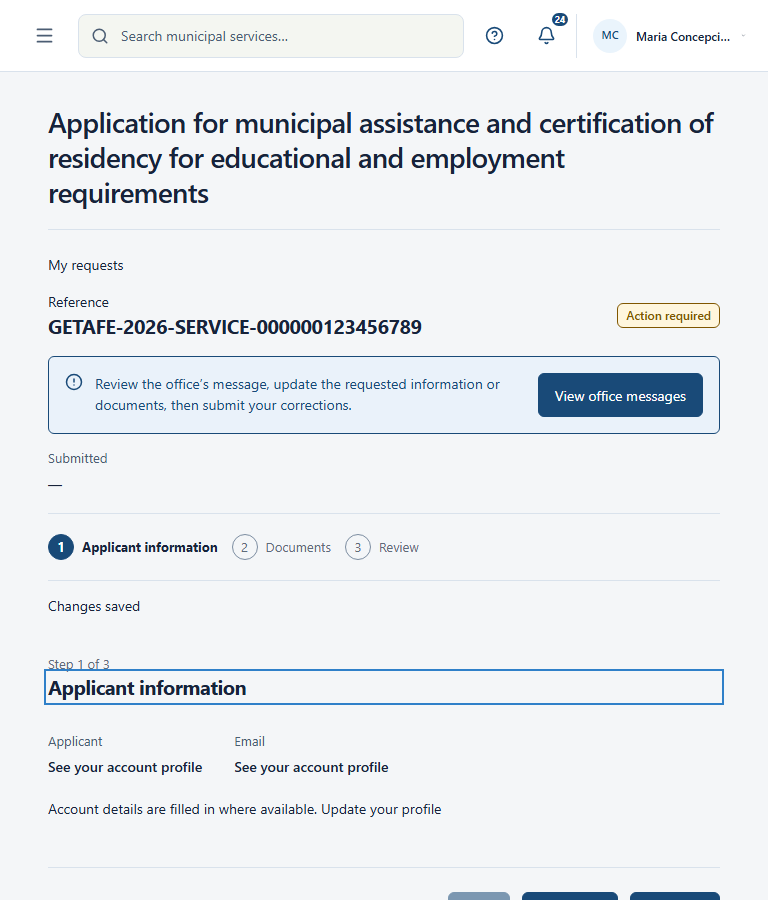 Search municipal services...
24
MC
Maria Concepci...
Application for municipal assistance and certification of
residency for educational and employment
requirements
My requests
Reference
GETAFE-2026-SERVICE-000000123456789
Action required
Review the office's message, update the requested information or
documents, then submit your corrections.
View office messages
Submitted
—
1 Applicant information 2 Documents 3 Review
Changes saved
Step 1 of 3
Applicant information
Applicant Email
See your account profile See your account profile
Account details are filled in where available. Update your profile